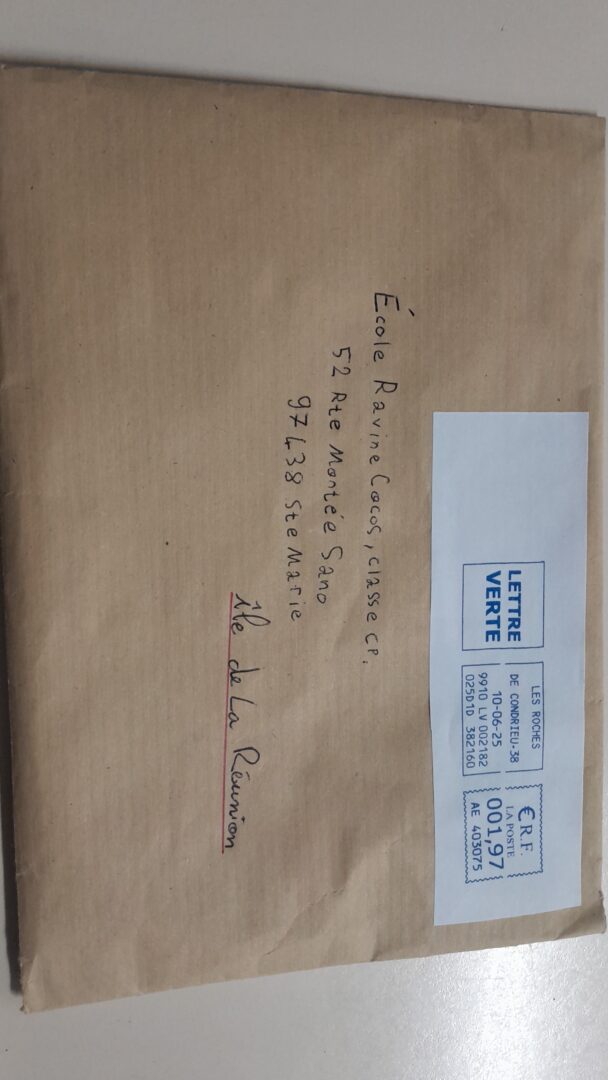 LETTRE
VERTE
LES ROCHES
DE CONDRIEU-38
10-06-25
9910 LV 002182
025D1D 382160
€ R.F.
LA POSTE
001,97
AE 403075
École Ravine Cocos, classe CP.
52 Rte Montée Sano
97438 Ste Marie
île de La Réunion